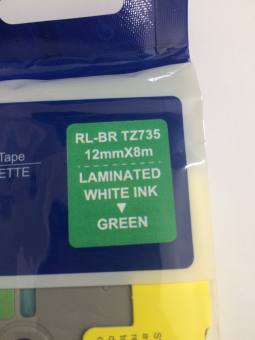 RL-BR TZ735
12mmX8m
LAMINATED
WHITE INK
▼
GREEN
Tape
ETTE